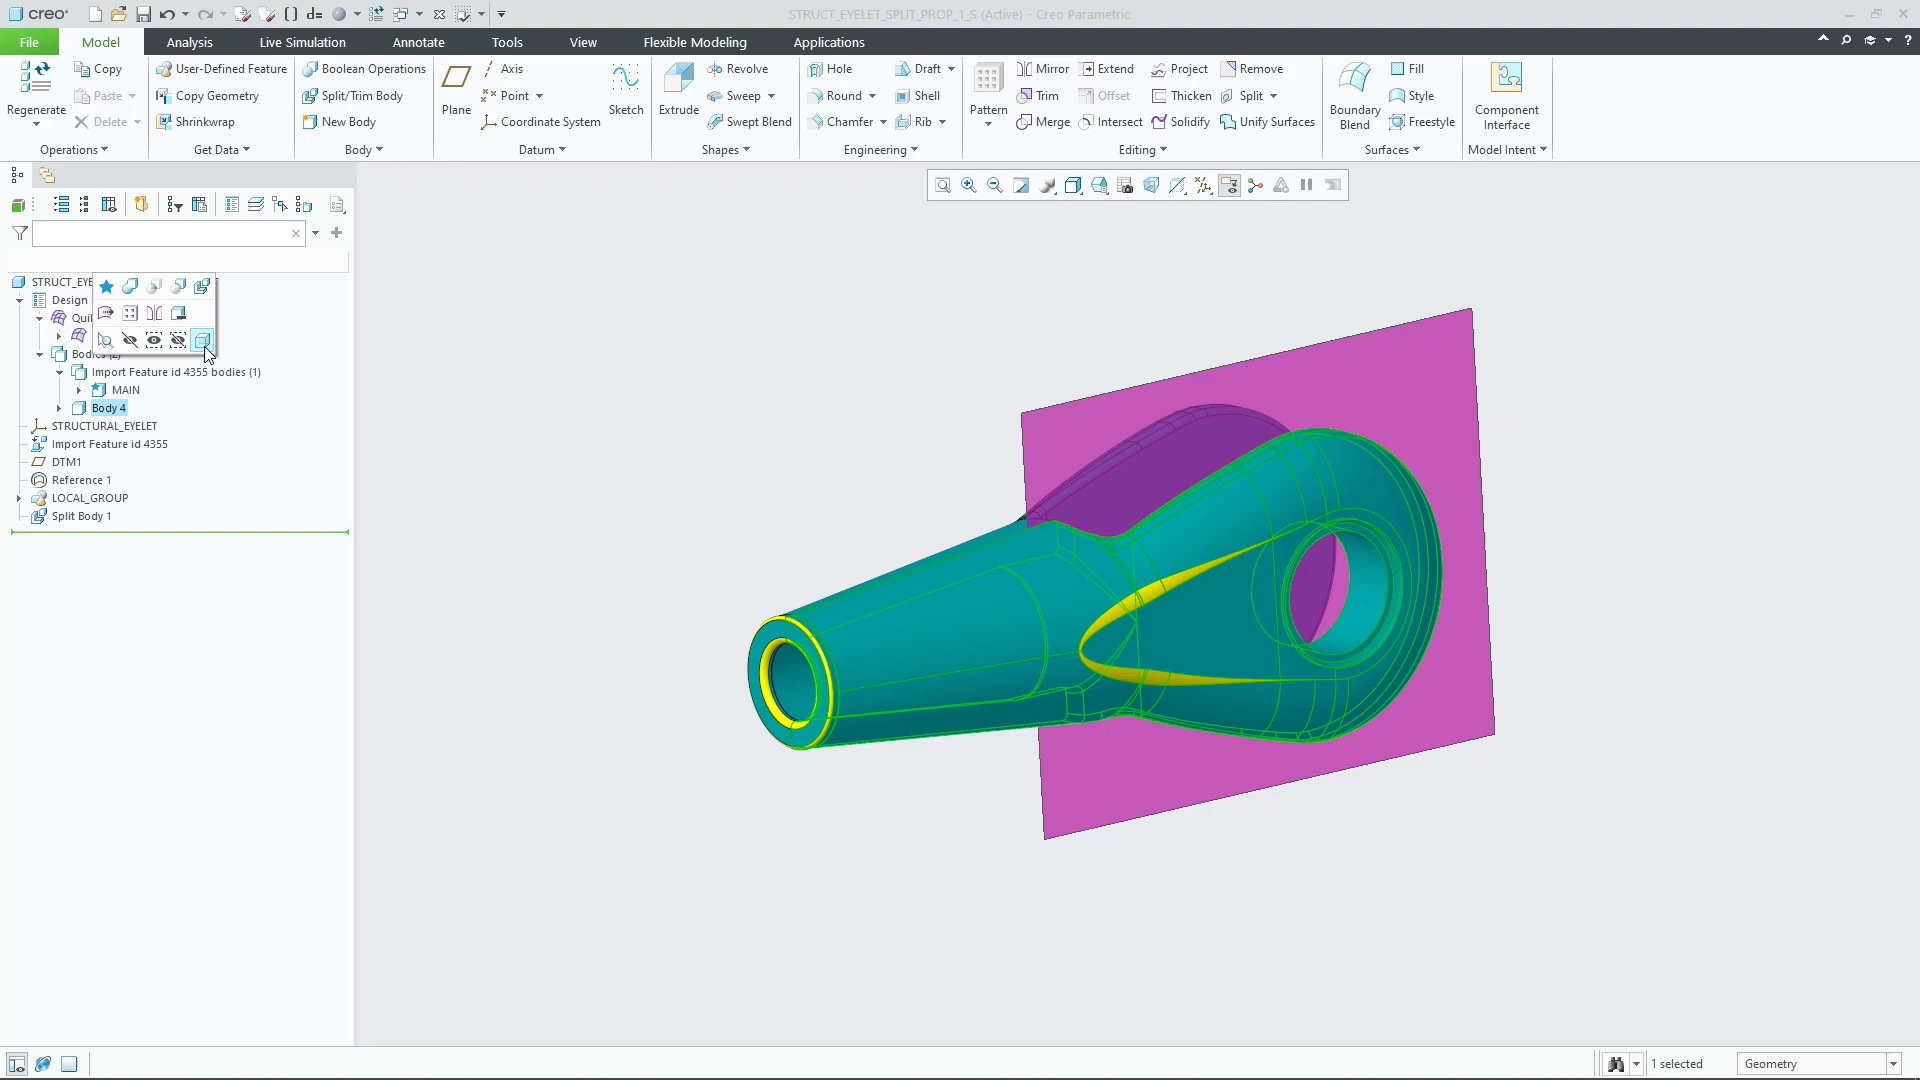 creo
d=
STRUCT_EYELET_SPLIT_PROP_1_S (Active) - Creo Parametric
File
Model
Analysis
Live Simulation
Annotate
Tools
View
Flexible Modeling
Applications
Regenerate
Copy
Paste
Delete
Operations
User-Defined Feature
Copy Geometry
Shrinkwrap
Get Data
Boolean Operations
Split/Trim Body
New Body
Body
Plane
Axis
Point
Coordinate System
Sketch
Datum
Extrude
Revolve
Sweep
Swept Blend
Shapes
Hole
Round
Chamfer
Draft
Shell
Rib
Engineering
Pattern
Mirror
Trim
Merge
Extend
Offset
Intersect
Project
Thicken
Solidify
Remove
Split
Unify Surfaces
Editing
Boundary
Blend
Fill
Style
Freestyle
Surfaces
Component
Interface
Model Intent
STRUCT_EYE
Design
Quil
Bodies (2)
Import Feature id 4355 bodies (1)
MAIN
Body 4
STRUCTURAL_EYELET
Import Feature id 4355
DTM1
Reference 1
LOCAL_GROUP
Split Body 1
1 selected
Geometry